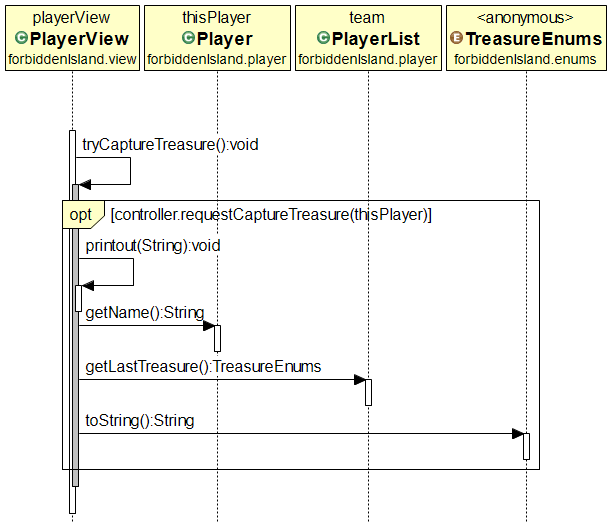 playerView thisPlayer team <anonymous>
C PlayerView C Player C PlayerList E TreasureEnums
forbiddenIsland.view forbiddenIsland.player forbiddenIsland.player forbiddenIsland.enums
tryCaptureTreasure():void
opt [controller.requestCaptureTreasure(thisPlayer)]
printout(String):void
getName():String
getLastTreasure():TreasureEnums
toString():String